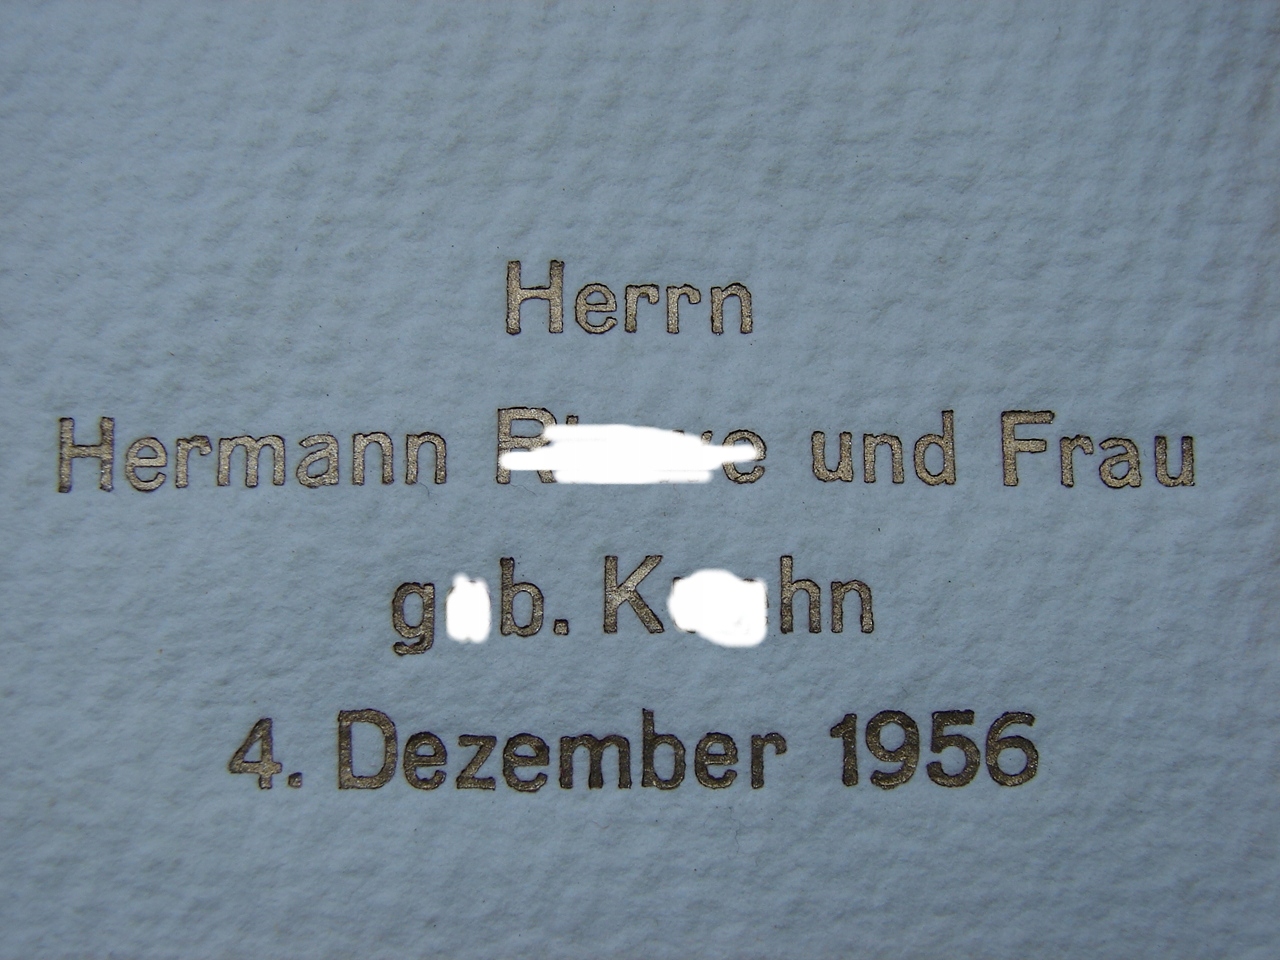 Herrn
Hermann und Frau
4. Dezember 1956